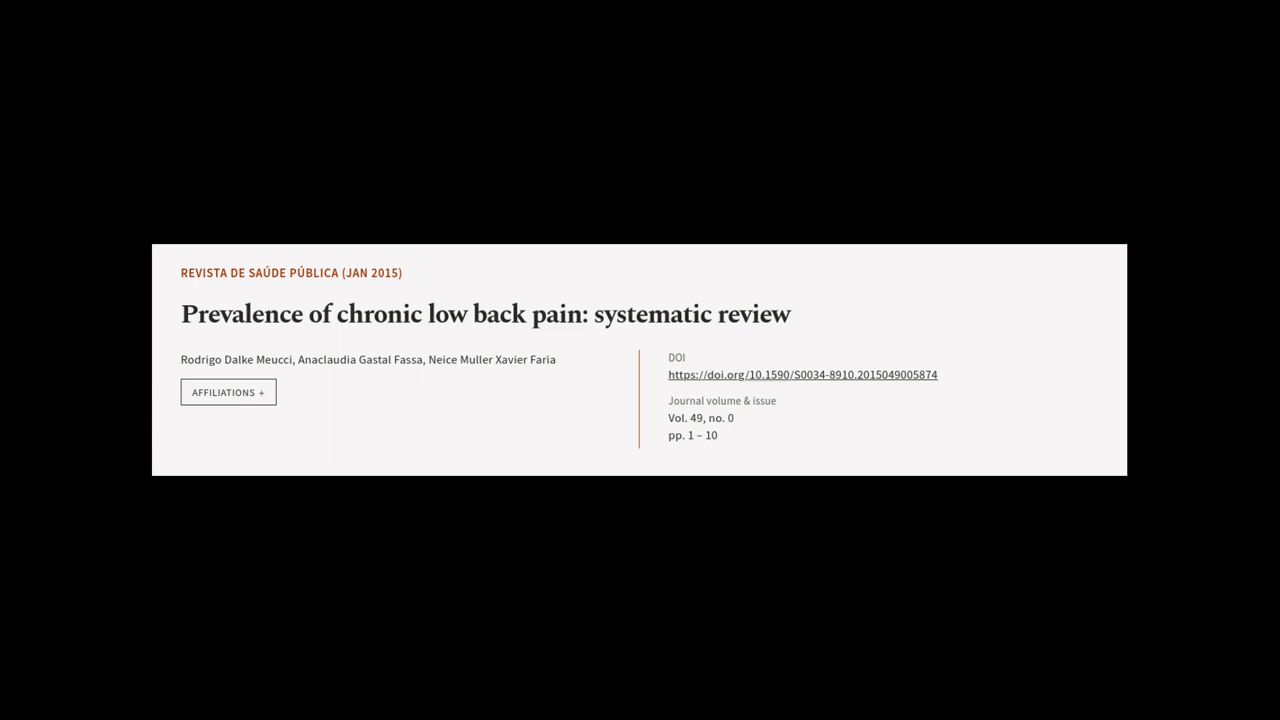 REVISTA DE SAÚDE PÚBLICA (JAN 2015)
Prevalence of chronic low back pain: systematic review
Rodrigo Dalke Meucci, Anaclaudia Gastal Fassa, Neice Muller Xavier Faria
AFFILIATIONS +
DOI
https://doi.org/10.1590/S0034-8910.2015049005874
Journal volume & issue
Vol. 49, no. 0
pp. 1 – 10